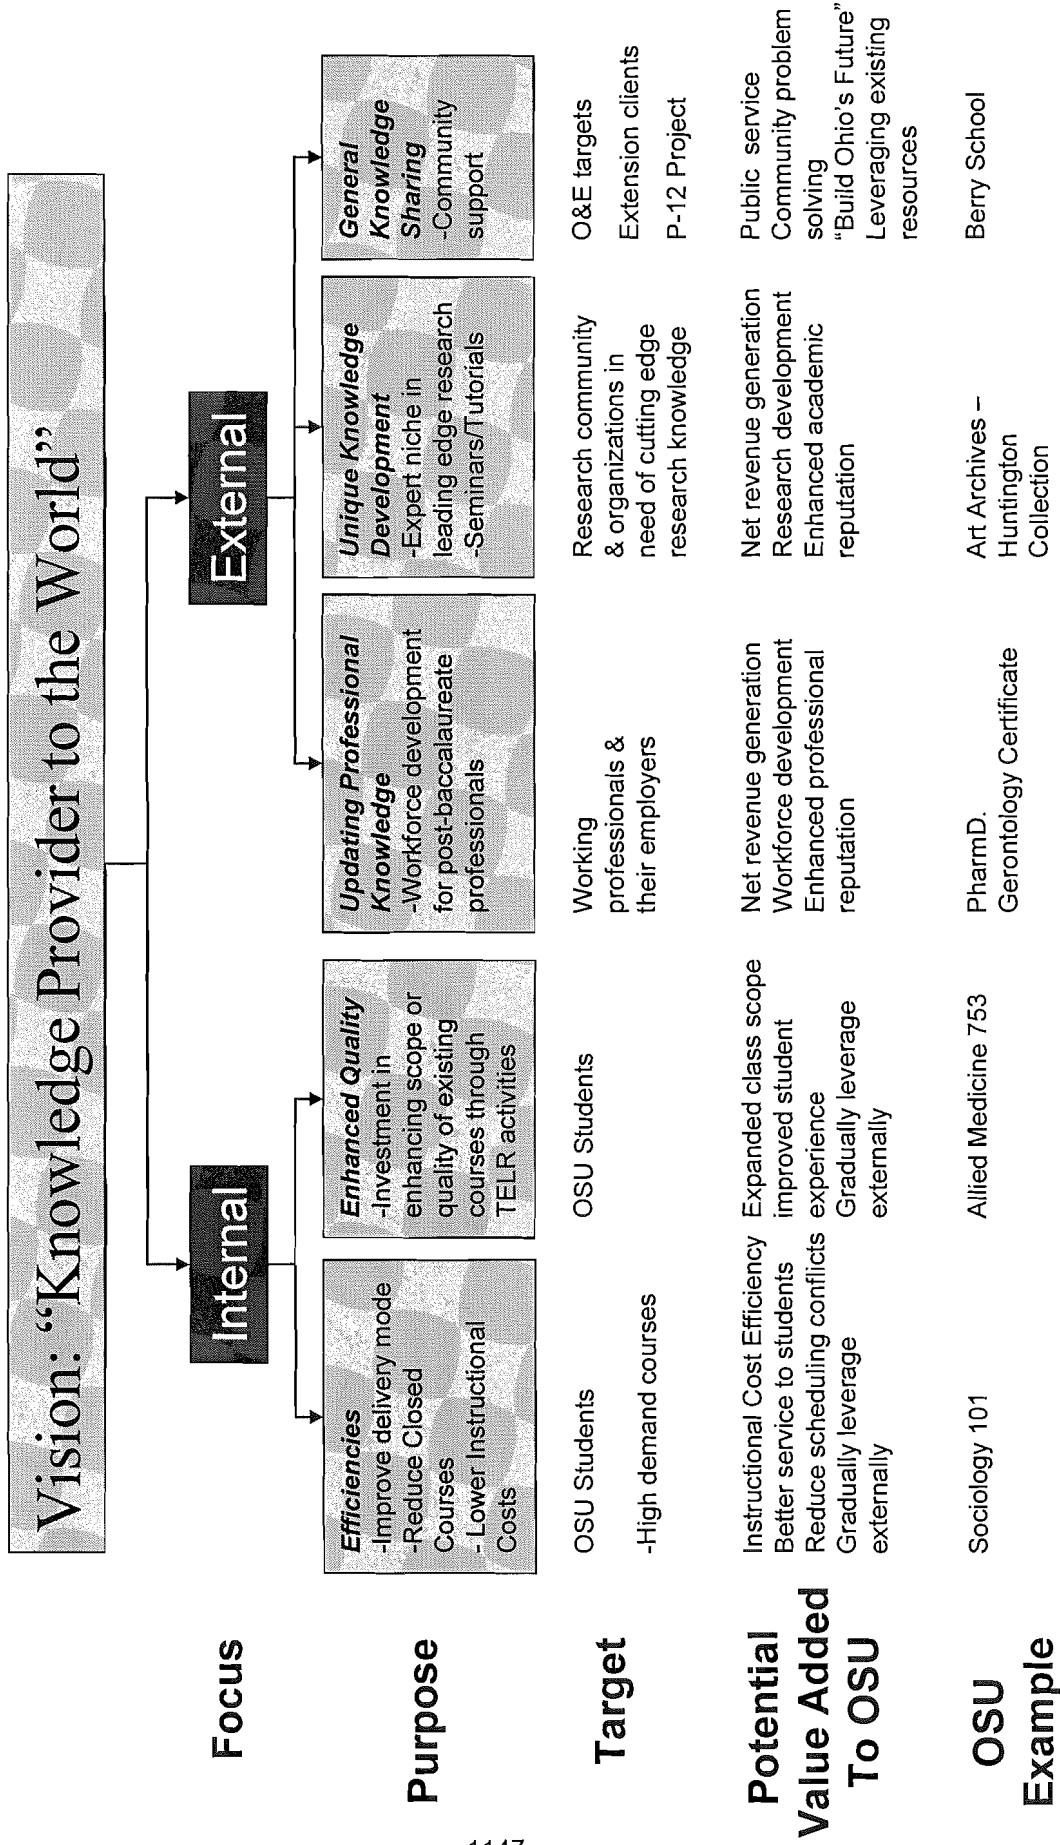 Vision: “Knowledge Provider to the World”
Focus
Internal
External
Purpose
Efficiencies
-Improve delivery mode
-Reduce Closed
Courses
- Lower Instructional
Costs
Enhanced Quality
-Investment in
enhancing scope or
quality of existing
courses through
TELR activities
Updating Professional
Knowledge
-Workforce development
for post-baccalaureate
professionals
Unique Knowledge
Development
-Expert niche in
leading edge research
-Seminars/Tutorials
General
Knowledge
Sharing
-Community
support
Target
OSU Students
-High demand courses
OSU Students
Working
professionals &
their employers
Research community
& organizations in
need of cutting edge
research knowledge
O&E targets
Extension clients
P-12 Project
Potential
Value Added
To OSU
Instructional Cost Efficiency
Better service to students
Reduce scheduling conflicts
Gradually leverage
externally
Expanded class scope
improved student
experience
Gradually leverage
externally
Net revenue generation
Workforce development
Enhanced professional
reputation
Net revenue generation
Research development
Enhanced academic
reputation
Public service
Community problem
solving
“Build Ohio’s Future”
Leveraging existing
resources
OSU
Example
Sociology 101
Allied Medicine 753
PharmD.
Gerontology Certificate
Art Archives –
Huntington
Collection
Berry School
1147